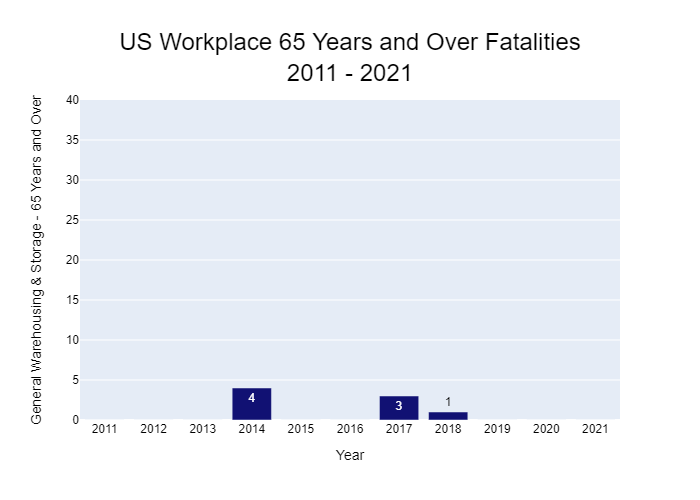 US Workplace 65 Years and Over Fatalities
2011 - 2021
General Warehousing & Storage - 65 Years and Over
40
35
30
25
20
15
10
5
0
4
3
1
2011 2012 2013 2014 2015 2016 2017 2018 2019 2020 2021
Year